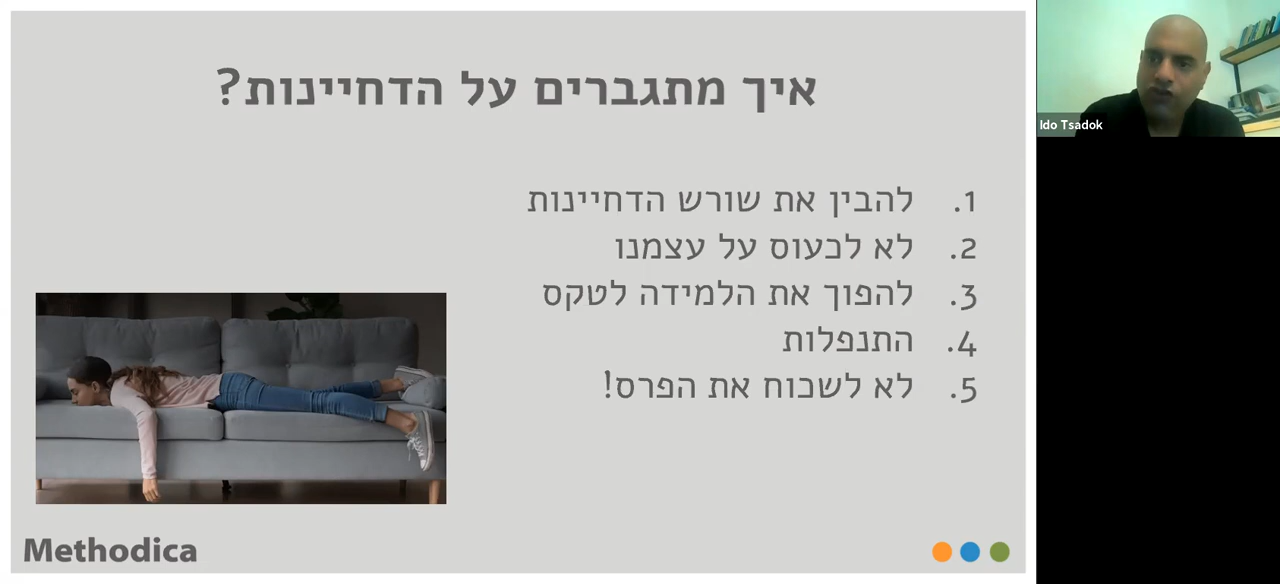 איך מתגברים על הדחיינות?
1. להבין את שורש הדחיינות
2. לא לכעוס על עצמנו
3. להפוך את הלמידה לטקס
4. התנפלות
5. לא לשכוח את הפרס!
Methodica
Ido Tsadok